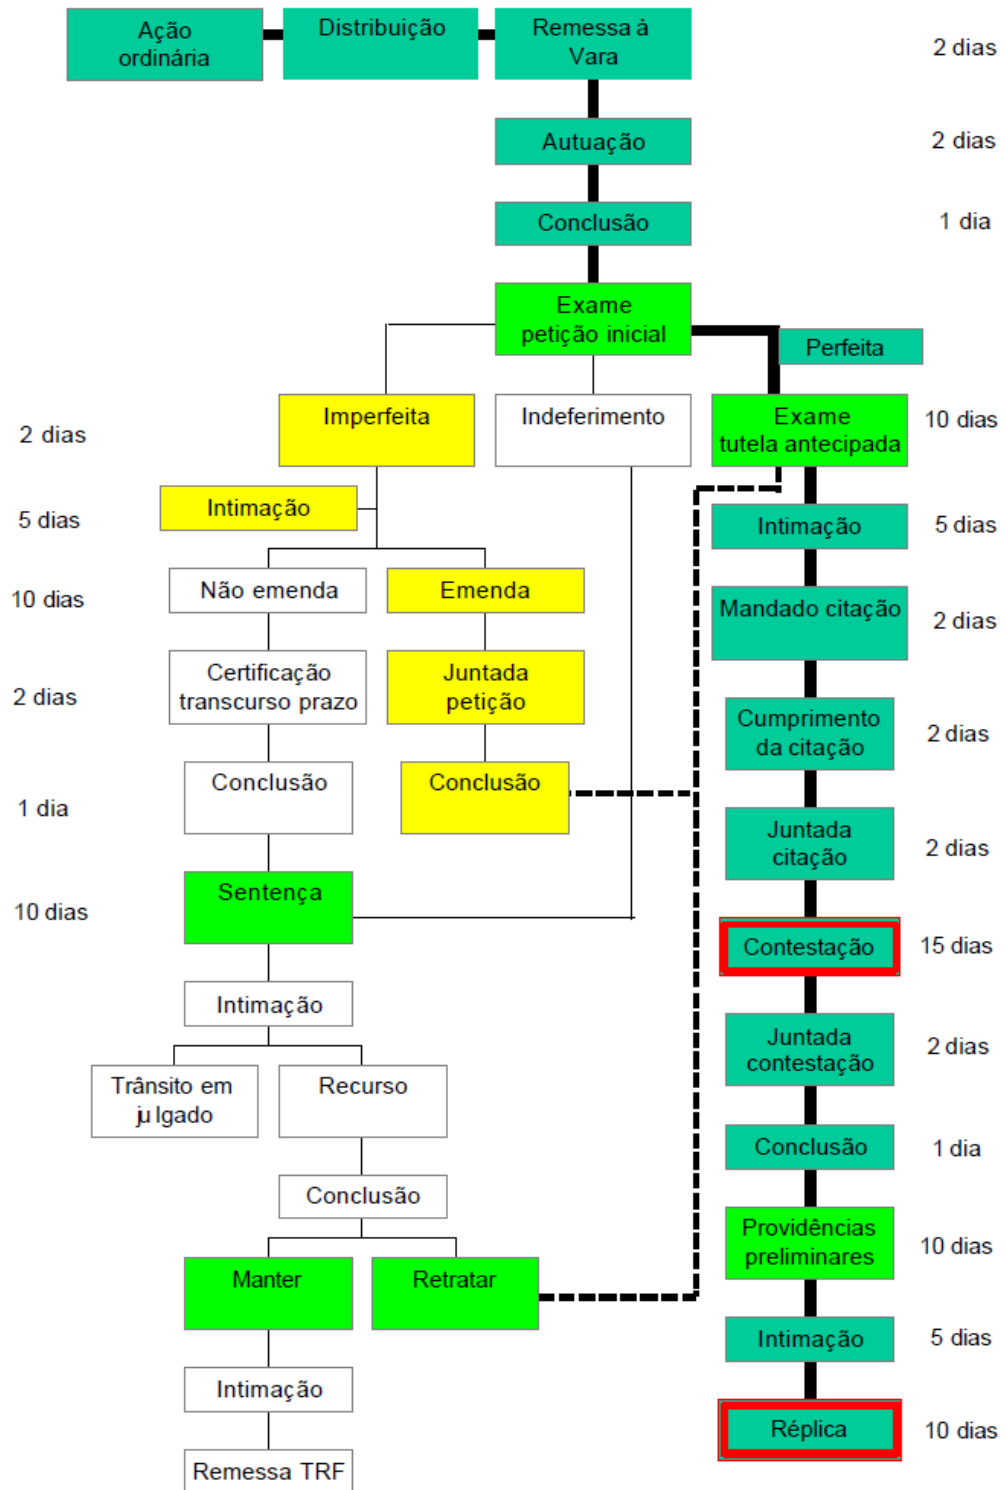 Ação
ordinária
Distribuição
Remessa à
Vara
2 dias
Autuação
2 dias
Conclusão
1 dia
Exame
petição inicial
Perfeita
2 dias
Imperfeita
Indeferimento
Exame
tutela antecipada
10 dias
5 dias
Intimação
Intimação
5 dias
10 dias
Não emenda
Emenda
Mandado citação
2 dias
2 dias
Certificação
transcurso prazo
Juntada
petição
Cumprimento
da citação
2 dias
1 dia
Conclusão
Conclusão
Juntada
citação
2 dias
10 dias
Sentença
Contestação
15 dias
Intimação
Juntada
contestação
2 dias
Trânsito em
julgado
Recurso
Conclusão
1 dia
Conclusão
Providências
preliminares
10 dias
Manter
Retratar
Intimação
5 dias
Intimação
Réplica
10 dias
Remessa TRF